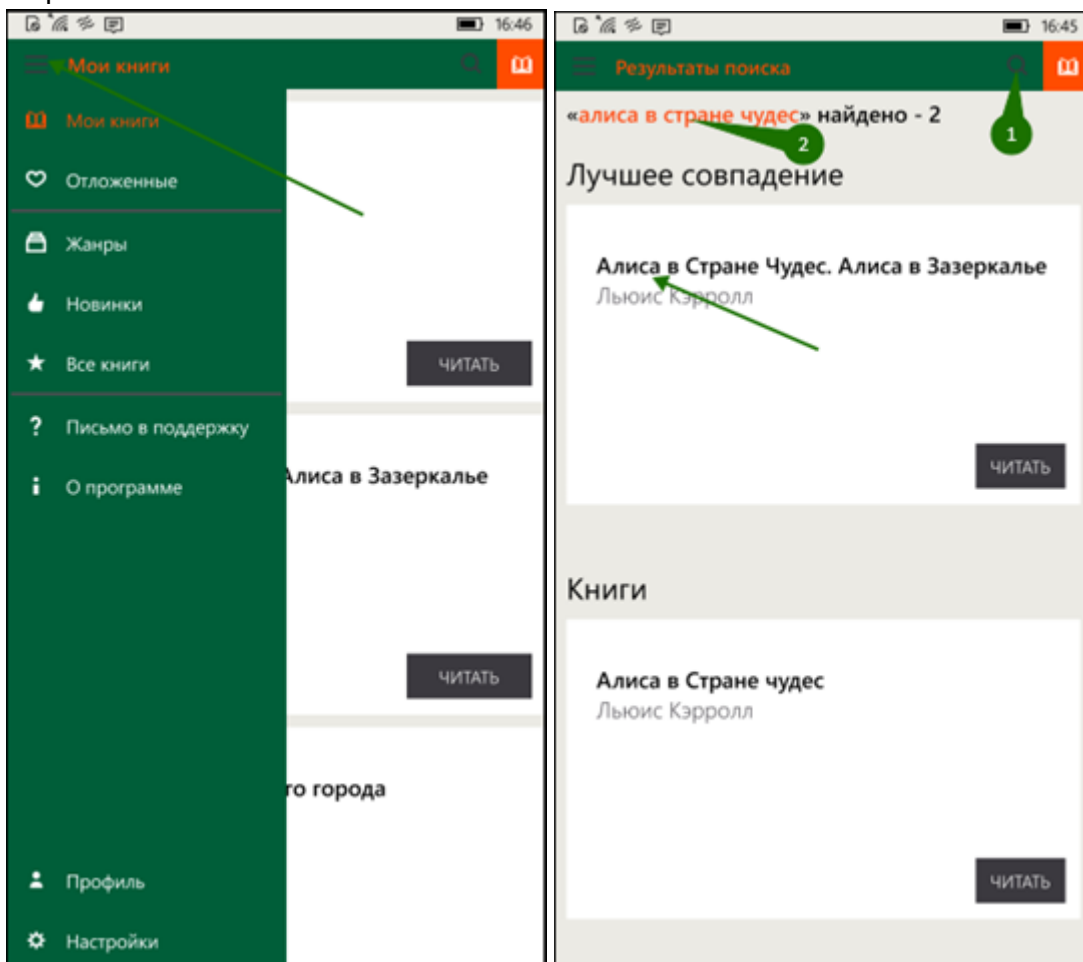 16:46
Мои книги
Мои книги
Отложенные
Жанры
Новинки
Все книги
ЧИТАТЬ
? Письмо в поддержку
i О программе
Алиса в Зазеркалье
ЧИТАТЬ
го города
Профиль
Настройки
16:45
Результаты поиска
«алиса в стране чудес» найдено - 2
1
2
Лучшее совпадение
Алиса в Стране Чудес. Алиса в Зазеркалье
Льюис Кэрролл
ЧИТАТЬ
Книги
Алиса в Стране чудес
Льюис Кэрролл
ЧИТАТЬ